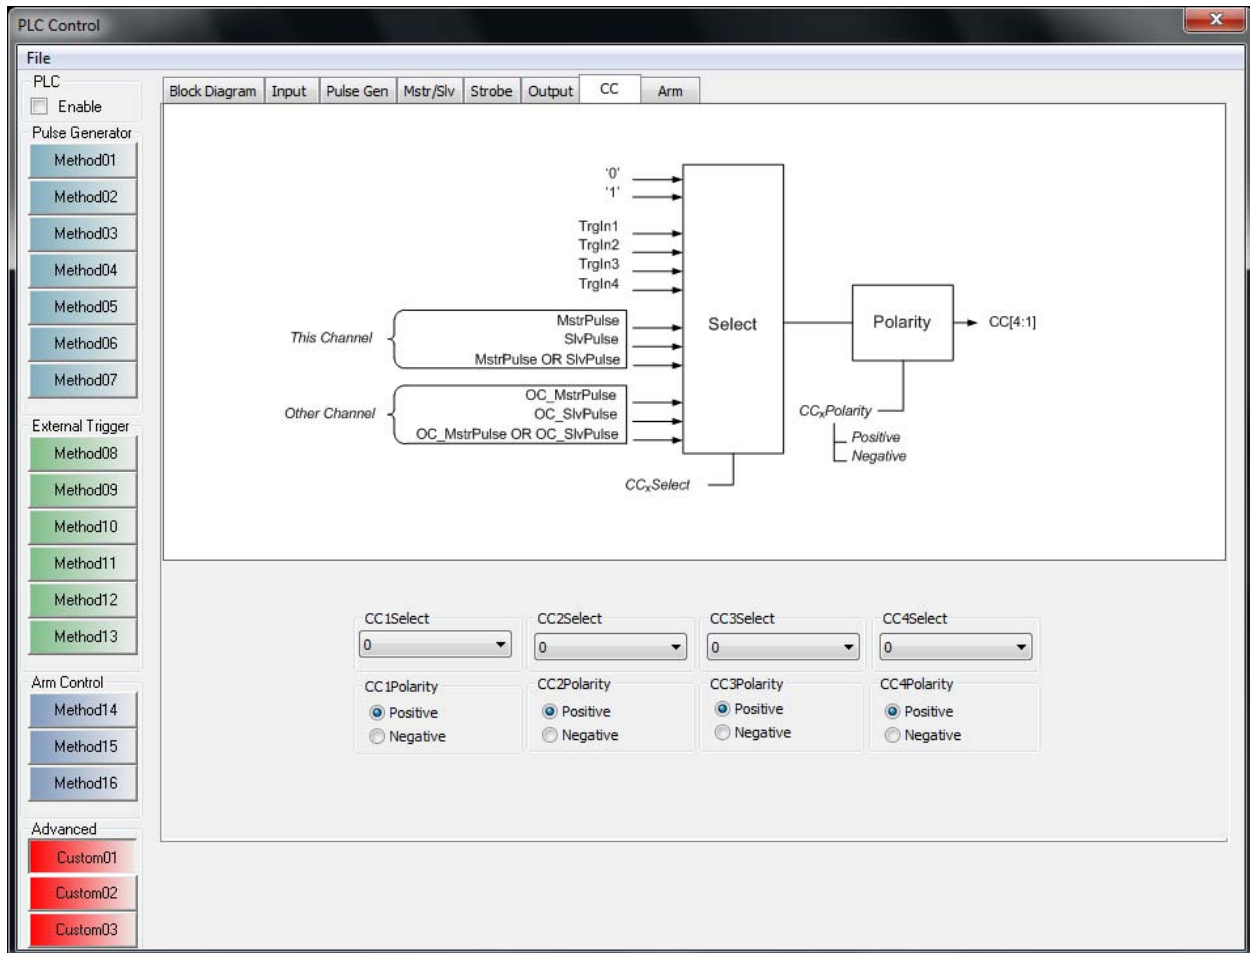 PLC Control
File
PLC
Enable
Pulse Generator
Method01
Method02
Method03
Method04
Method05
Method06
Method07
External Trigger
Method08
Method09
Method10
Method11
Method12
Method13
Arm Control
Method14
Method15
Method16
Advanced
Custom01
Custom02
Custom03
Block Diagram Input Pulse Gen Mstr/Slv Strobe Output CC Arm
'0'
'1'
TrgIn1
TrgIn2
TrgIn3
TrgIn4
This Channel
MstrPulse
SlvPulse
MstrPulse OR SlvPulse
Other Channel
OC_MstrPulse
OC_SlvPulse
OC_MstrPulse OR OC_SlvPulse
Select
CCxSelect
Polarity
CC[4:1]
CCxPolarity
Positive
Negative
CC1Select CC2Select CC3Select CC4Select
0 0 0 0
CC1Polarity CC2Polarity CC3Polarity CC4Polarity
Positive Positive Positive Positive
Negative Negative Negative Negative